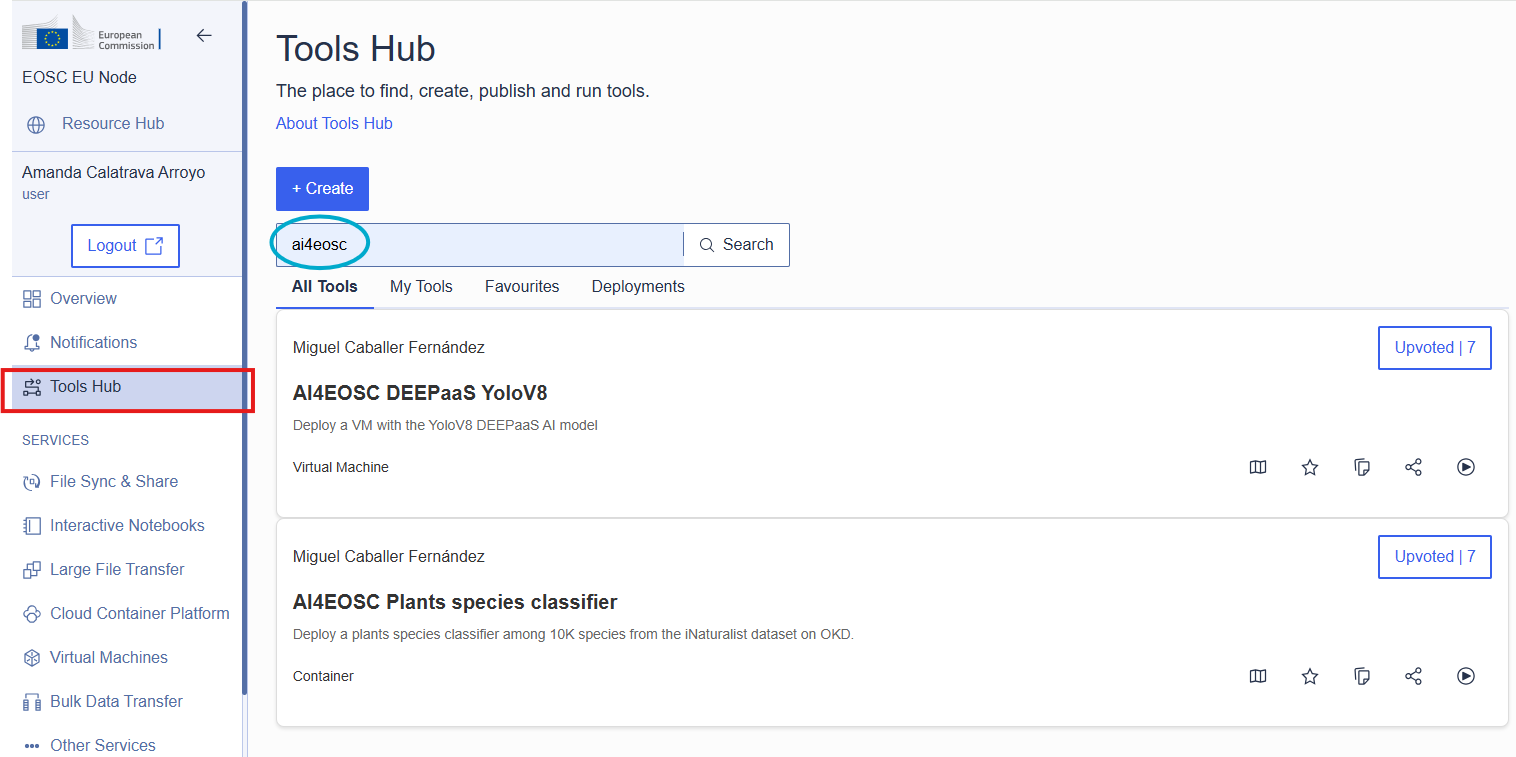 European
Commission
EOSC EU Node
Resource Hub
Amanda Calatrava Arroyo
user
Logout
Overview
Notifications
Tools Hub
SERVICES
File Sync & Share
Interactive Notebooks
Large File Transfer
Cloud Container Platform
Virtual Machines
Bulk Data Transfer
Other Services
Tools Hub
The place to find, create, publish and run tools.
About Tools Hub
+ Create
ai4eosc
Search
All Tools My Tools Favourites Deployments
Miguel Caballer Fernández
Upvoted | 7
AI4EOSC DEEPaaS YoloV8
Deploy a VM with the YoloV8 DEEPaaS AI model
Virtual Machine
Miguel Caballer Fernández
Upvoted | 7
AI4EOSC Plants species classifier
Deploy a plants species classifier among 10K species from the iNaturalist dataset on OKD.
Container